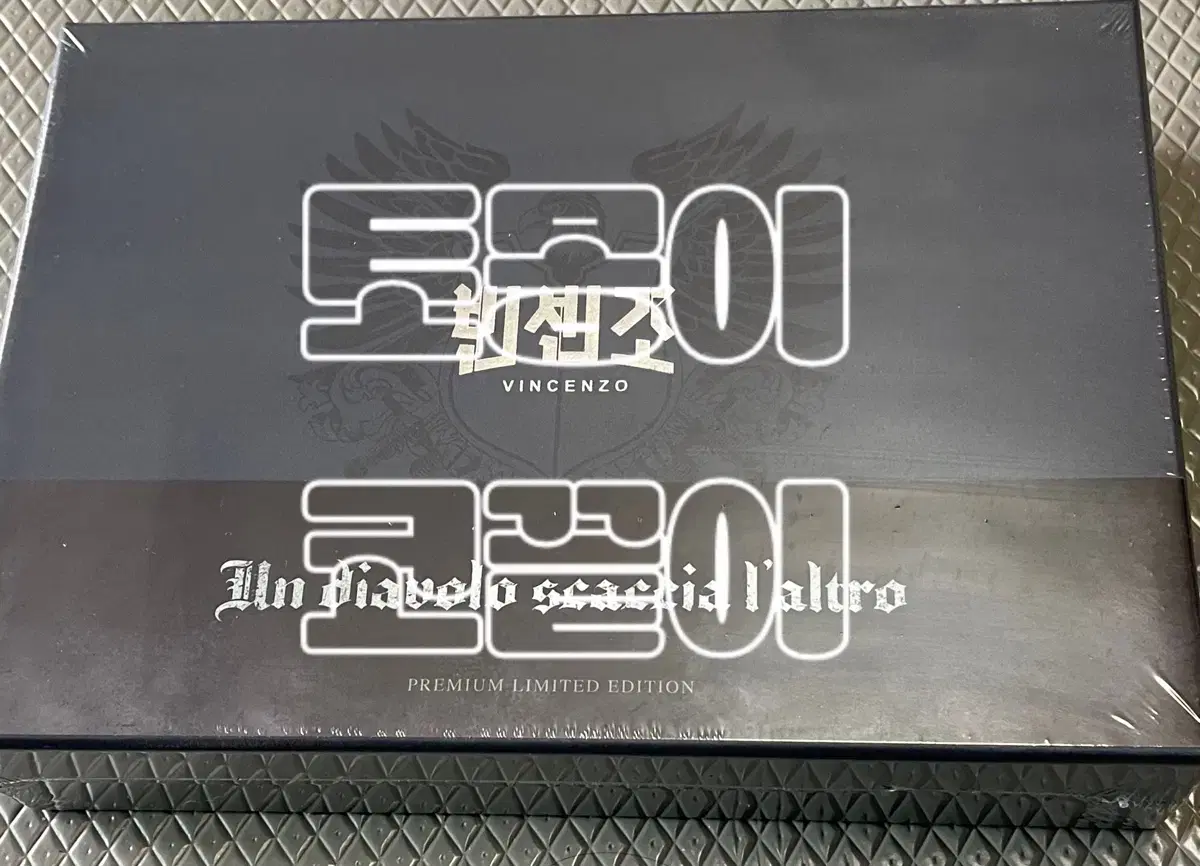 빈센조
VINCENZO
Un diavolo scaccia l'altro
PREMIUM LIMITED EDITION